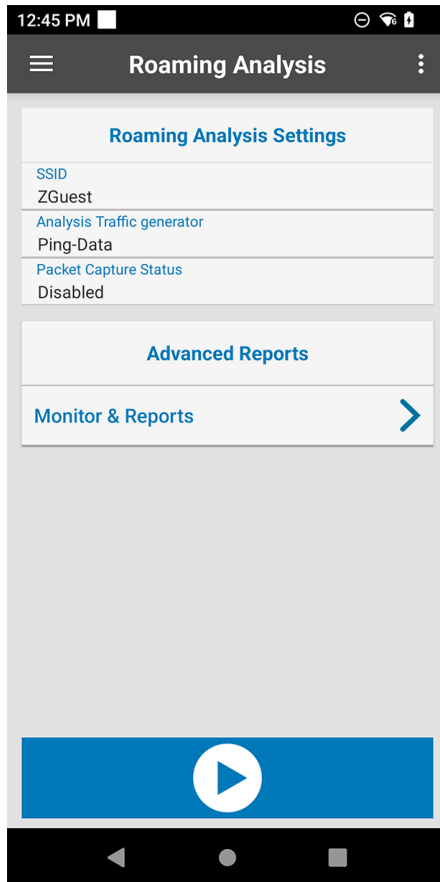 12:45 PM
Roaming Analysis
Roaming Analysis Settings
SSID
ZGuest
Analysis Traffic generator
Ping-Data
Packet Capture Status
Disabled
Advanced Reports
Monitor & Reports